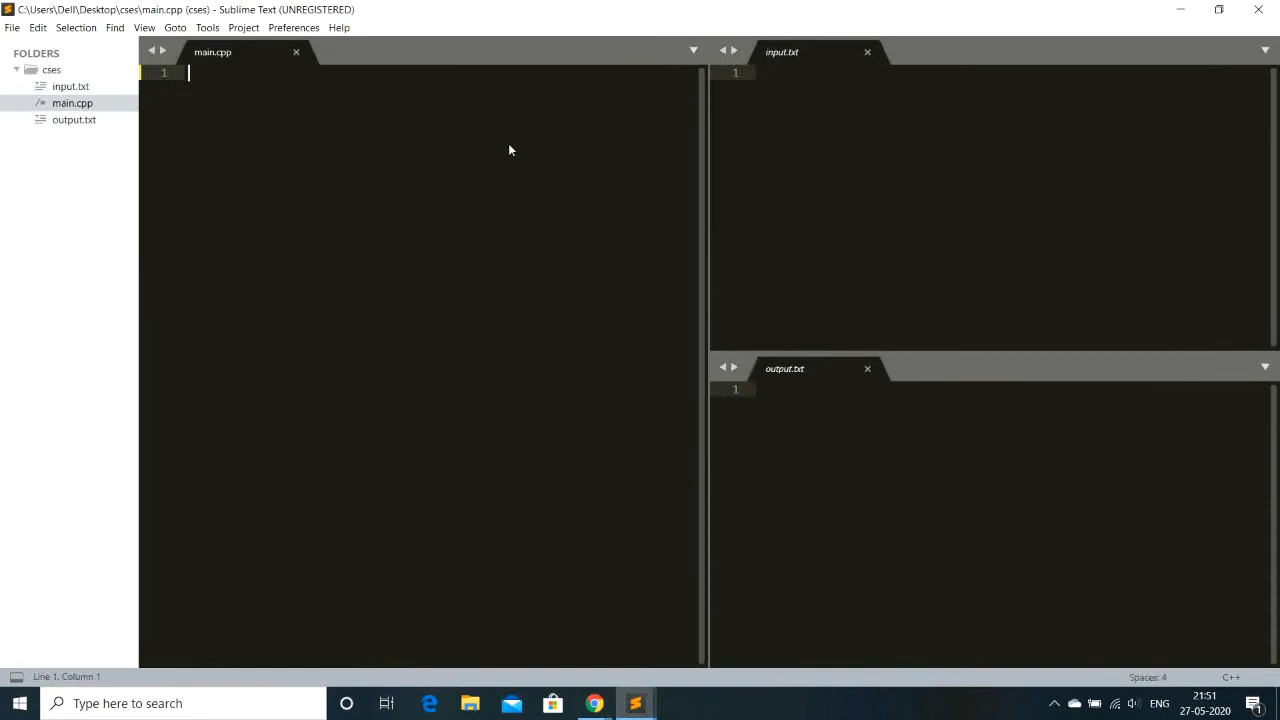 C:\Users\Dell\Desktop\cses\main.cpp (cses) - Sublime Text (UNREGISTERED)
File Edit Selection Find View Goto Tools Project Preferences Help
FOLDERS
cses
input.txt
main.cpp
output.txt
main.cpp
1
input.txt
1
output.txt
1
Line 1, Column 1
Spaces: 4
C++
Type here to search
ENG
21:51
27-05-2020
1